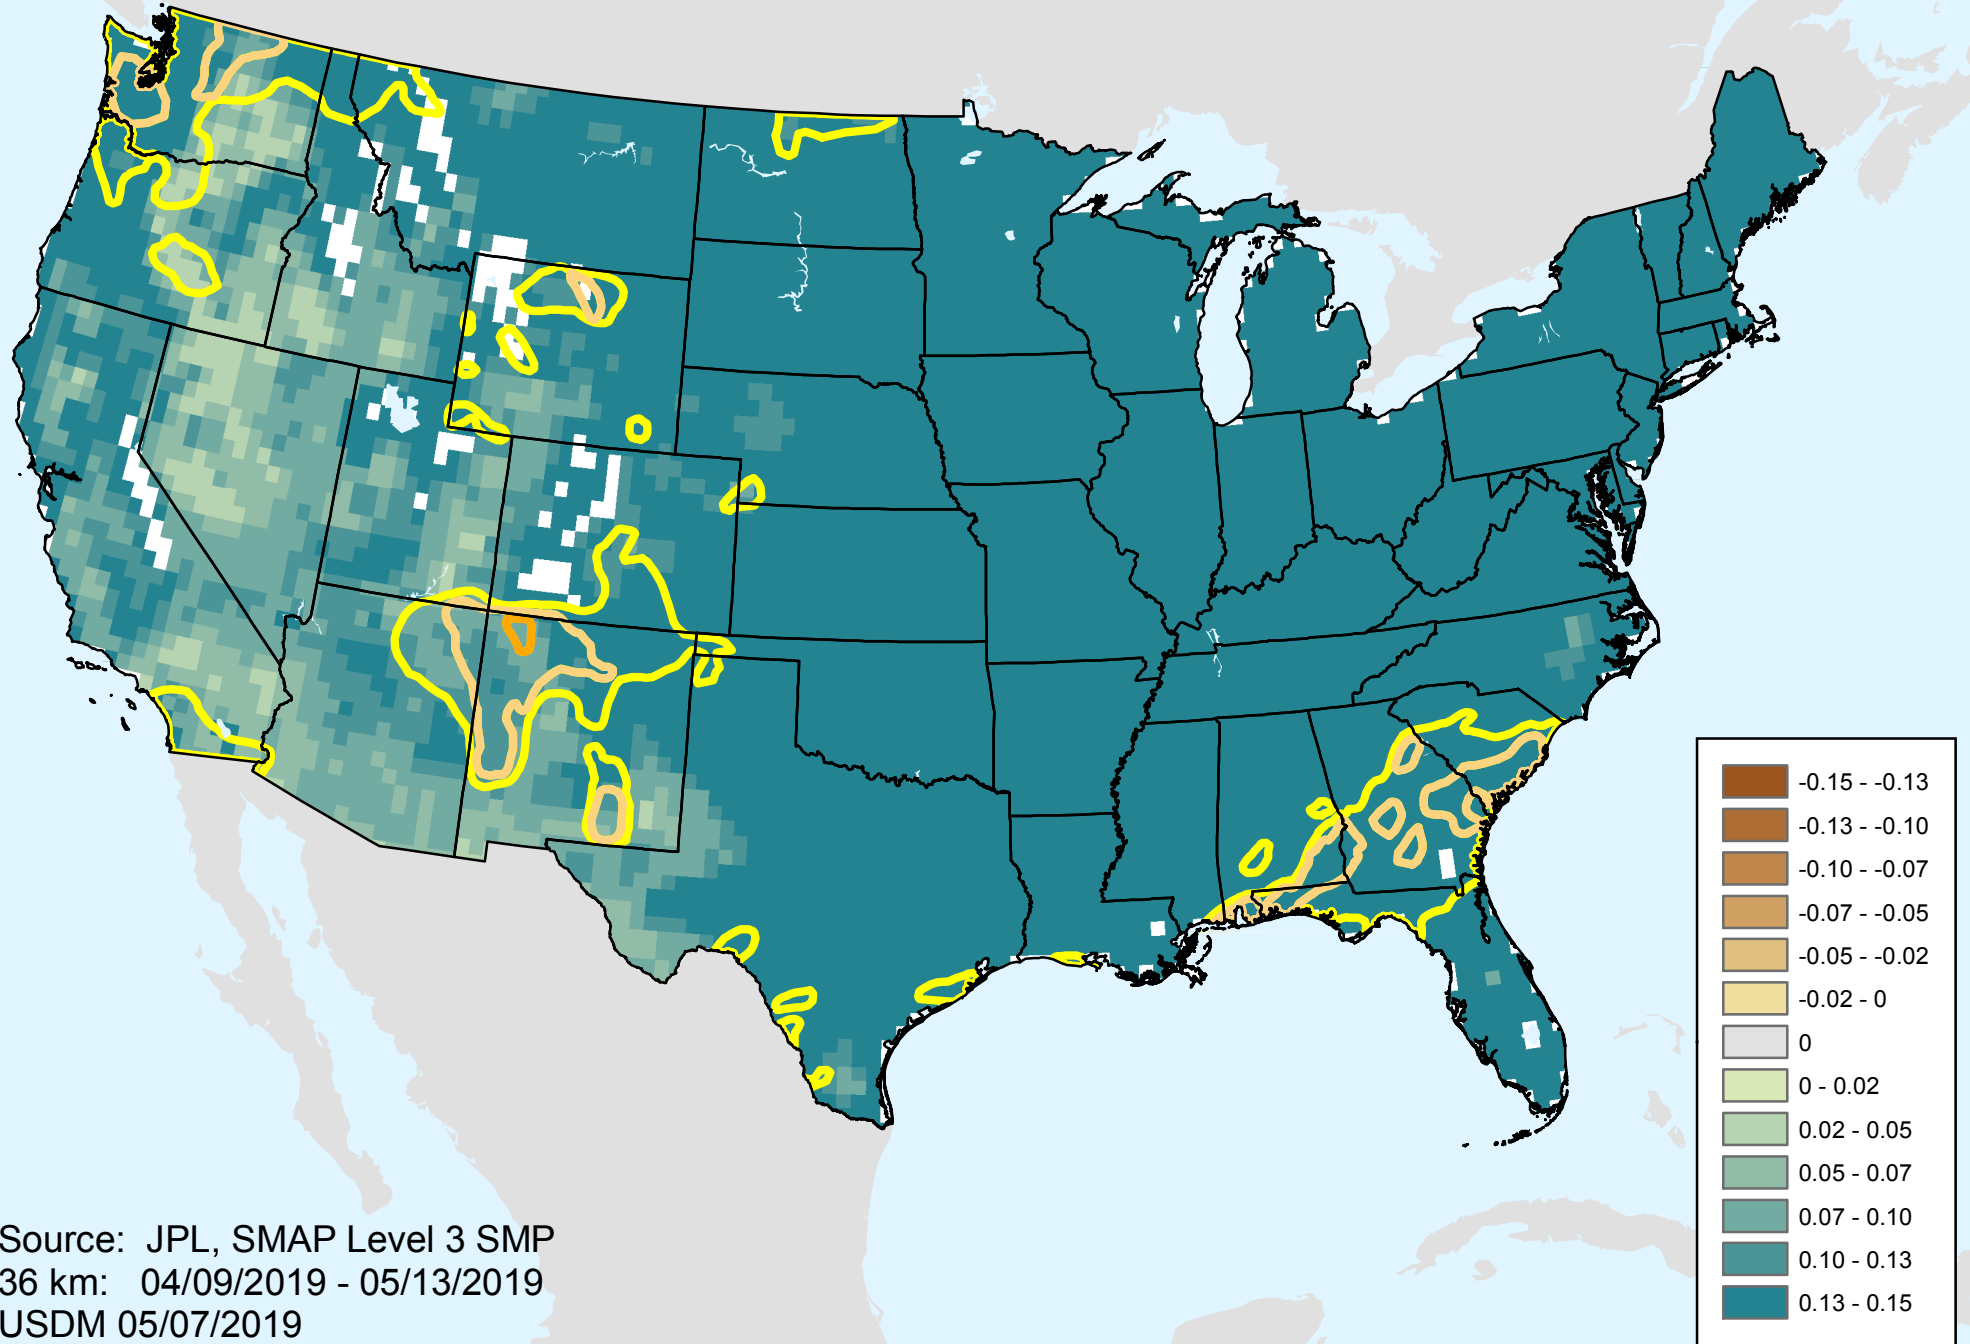 -0.15 - -0.13
-0.13 - -0.10
-0.10 - -0.07
-0.07 - -0.05
-0.05 - -0.02
-0.02 - 0
0
0 - 0.02
0.02 - 0.05
0.05 - 0.07
0.07 - 0.10
0.10 - 0.13
0.13 - 0.15
Source: JPL, SMAP Level 3 SMP
36 km: 04/09/2019 - 05/13/2019
USDM 05/07/2019